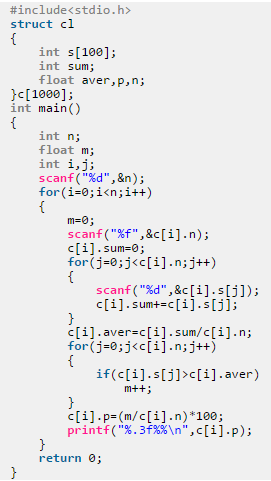 #include<stdio.h>
struct cl
{
    int s[100];
    int sum;
    float aver,p,n;
}c[1000];
int main()
{
    int n;
    float m;
    int i,j;
    scanf("%d",&n);
    for(i=0;i<n;i++)
    {
        m=0;
        scanf("%f",&c[i].n);
        c[i].sum=0;
        for(j=0;j<c[i].n;j++)
        {
            scanf("%d",&c[i].s[j]);
            c[i].sum+=c[i].s[j];
        }
        c[i].aver=c[i].sum/c[i].n;
        for(j=0;j<c[i].n;j++)
        {
            if(c[i].s[j]>c[i].aver)
                m++;
        }
        c[i].p=(m/c[i].n)*100;
        printf("%.3f%%\n",c[i].p);
    }
    return 0;
}